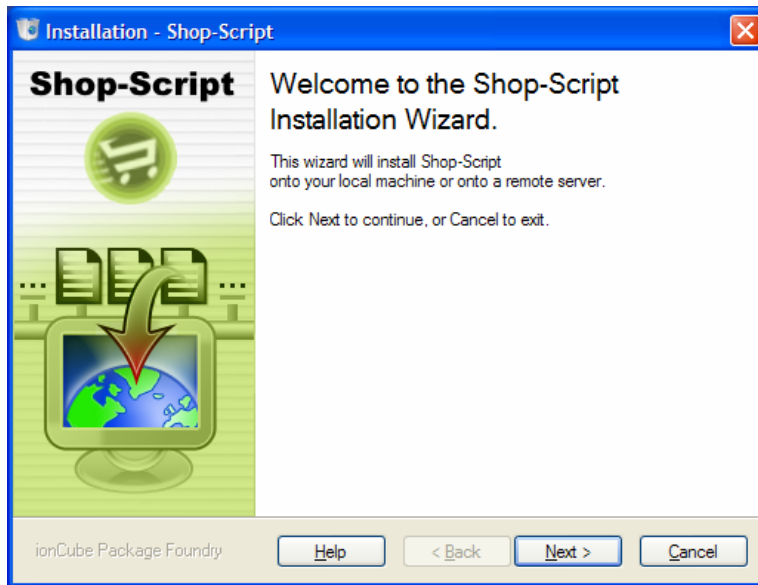 Installation - Shop-Script
Shop-Script
Welcome to the Shop-Script
Installation Wizard.
This wizard will install Shop-Script
onto your local machine or onto a remote server.
Click Next to continue, or Cancel to exit.
... ...
ionCube Package Foundry
Help
< Back
Next >
Cancel